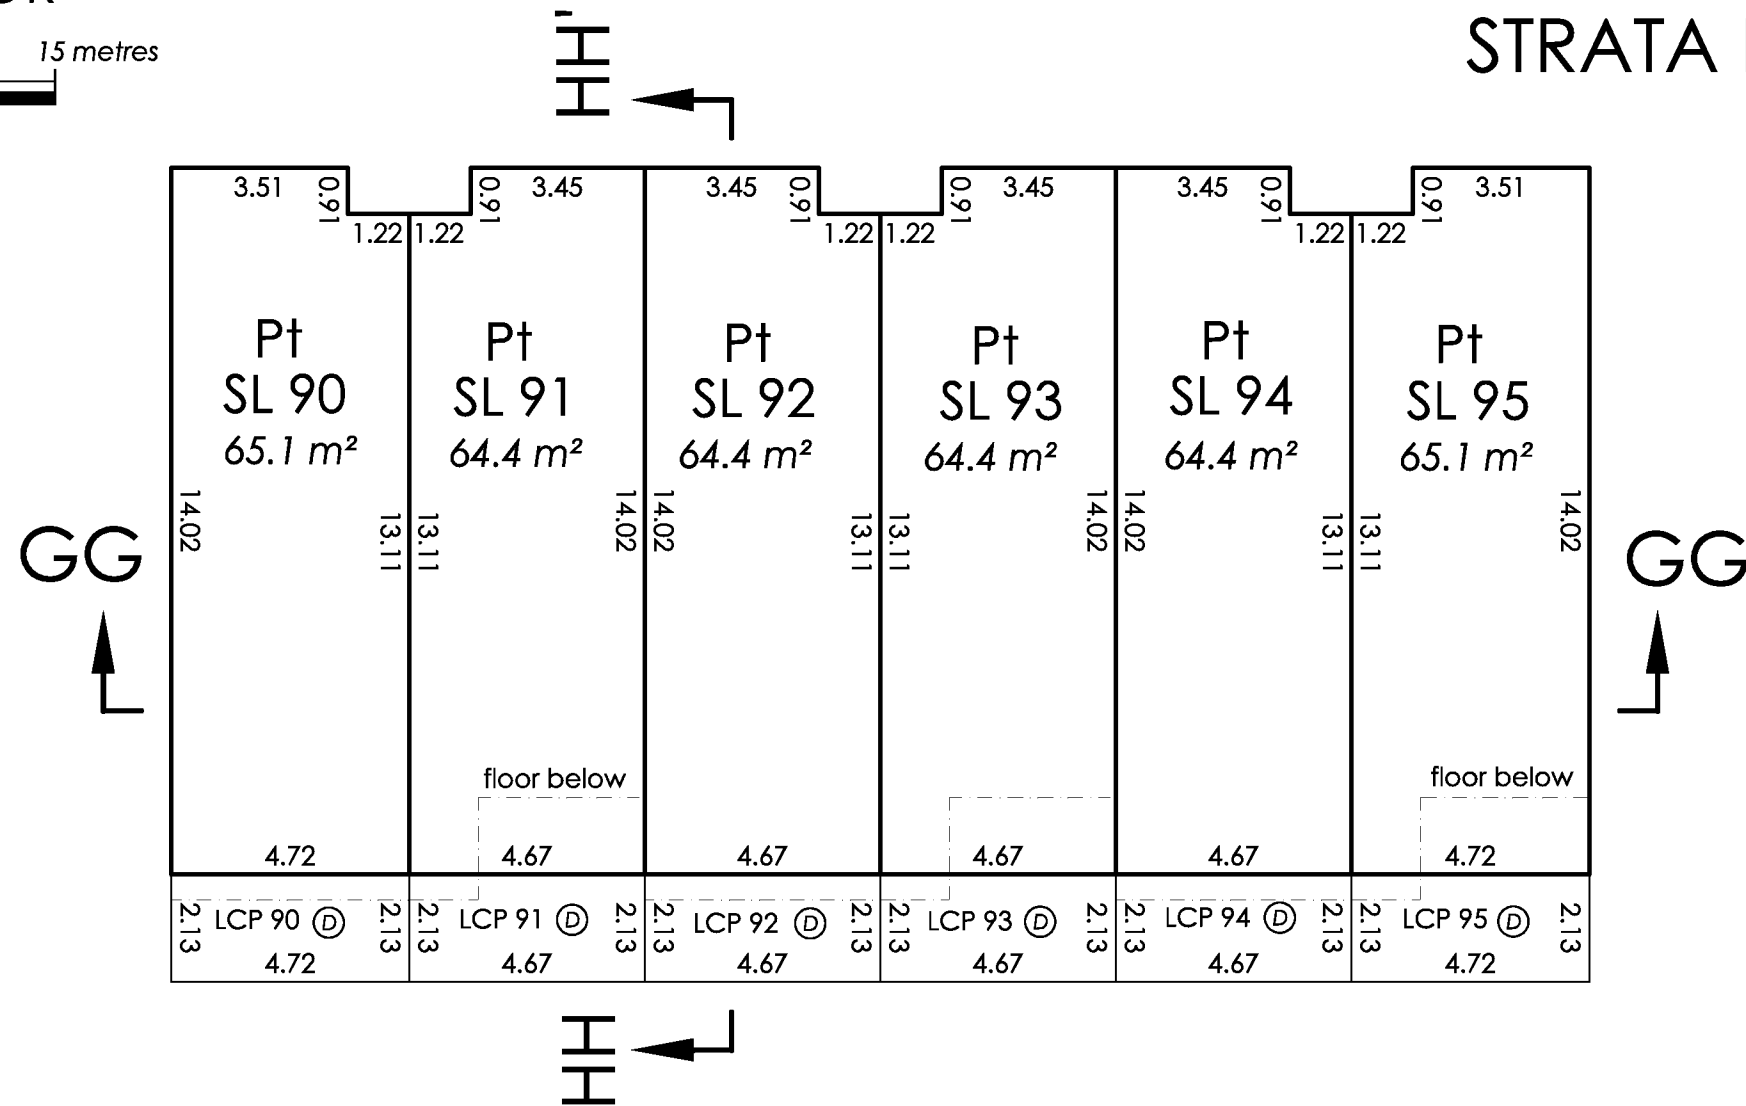 15 metres
STRATA
HH
3.51 0.91 0.91 3.45 3.45 0.91 0.91 3.45 3.45 0.91 0.91 3.51
1.22 1.22 1.22 1.22 1.22 1.22
Pt Pt Pt Pt Pt Pt
SL 90 SL 91 SL 92 SL 93 SL 94 SL 95
65.1 m² 64.4 m² 64.4 m² 64.4 m² 64.4 m² 65.1 m²
14.02 13.11 13.11 14.02 14.02 13.11 13.11 14.02 14.02 13.11 13.11 14.02
GG GG
floor below floor below
4.72 4.67 4.67 4.67 4.67 4.72
2.13 LCP 90 D 2.13 2.13 LCP 91 D 2.13 2.13 LCP 92 D 2.13 2.13 LCP 93 D 2.13 2.13 LCP 94 D 2.13 2.13 LCP 95 D 2.13
4.72 4.67 4.67 4.67 4.67 4.72
HH